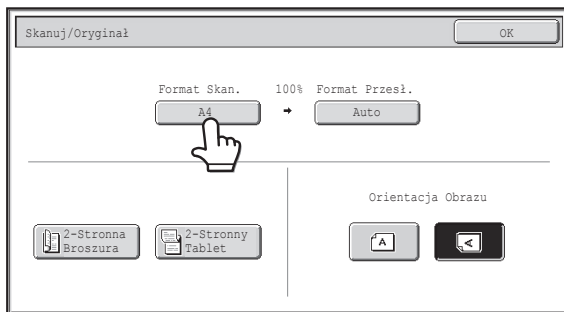 Skanuj/Oryginał
OK
Format Skan.
100%
Format Przesł.
A4
Auto
Orientacja Obrazu
2-Stronna
Broszura
2-Stronny
Tablet
A
A